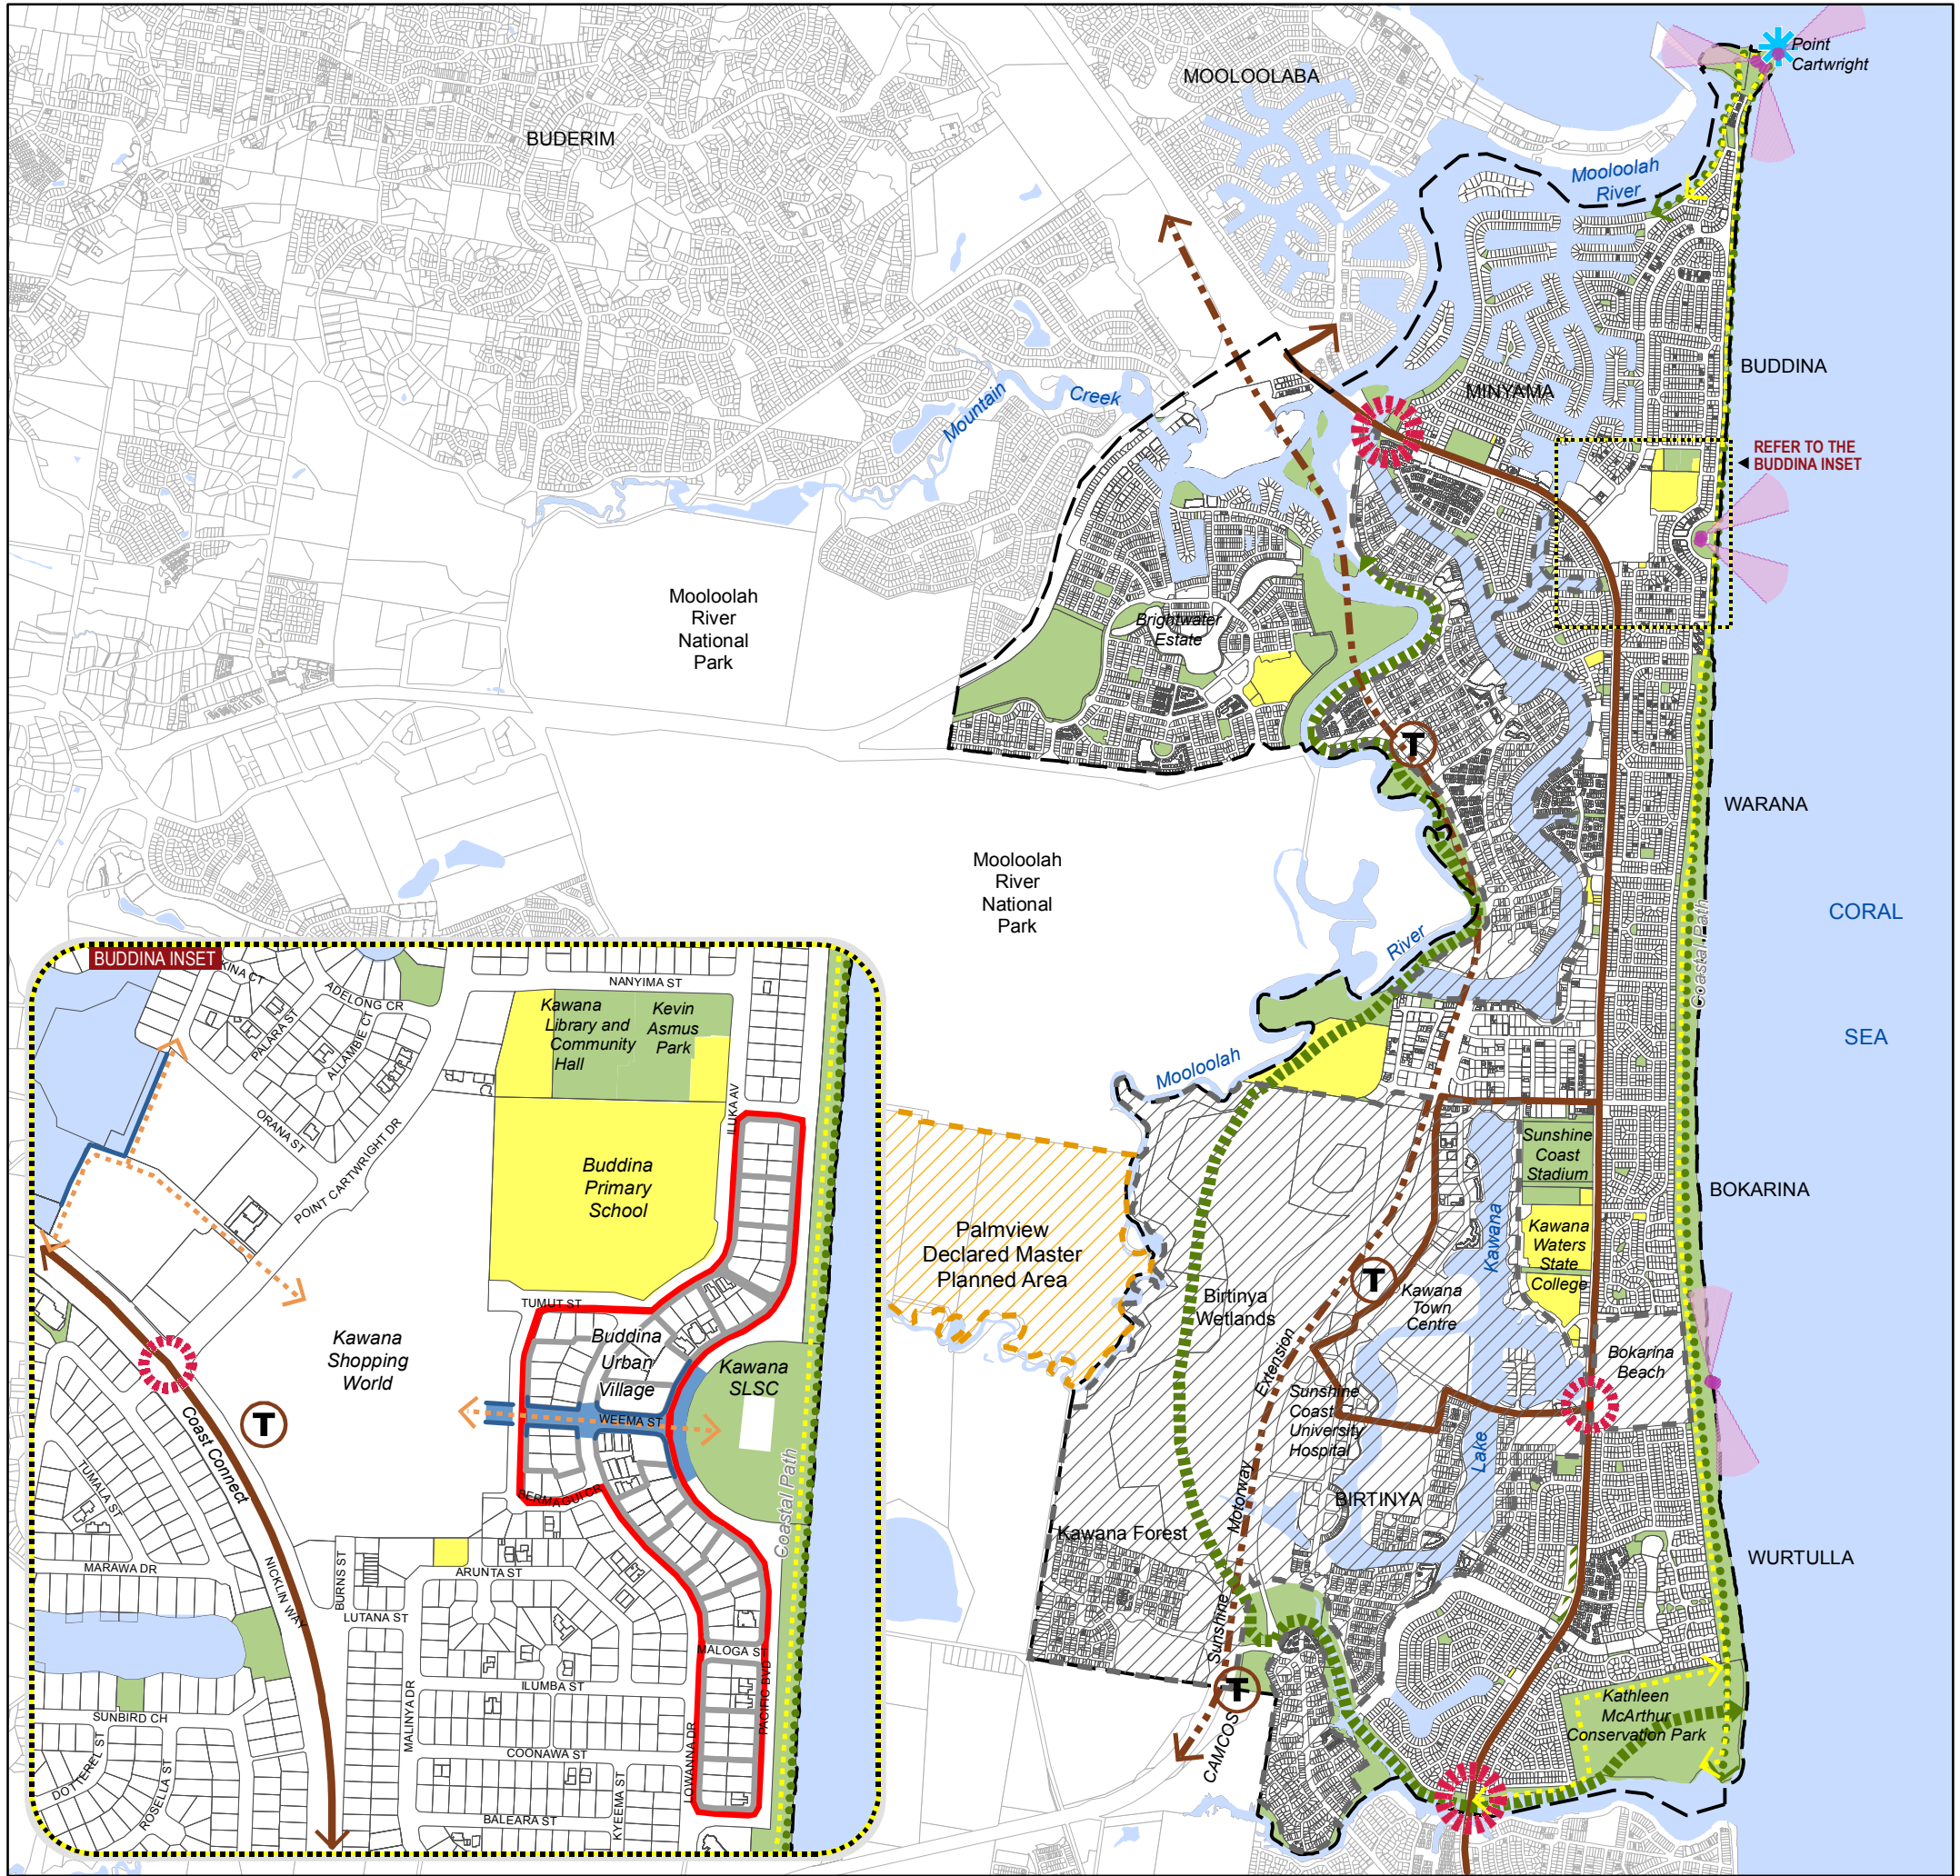 Point
Cartwright
MOOLOOLABA
BUDERIM
Mooloolah
River
Mountain
Creek
BUDDINA
MINYAMA
REFER TO THE
BUDDINA INSET
Mooloolah
River
National
Park
Brightwater
Estate
T
WARANA
Mooloolah
River
National
Park
CORAL
SEA
Coastal Path
River
Mooloolah
Sunshine
Coast
Stadium
BOKARINA
Kawana
Waters
State
College
Kawana
Lake
Palmview
Declared Master
Planned Area
Birtinya
Wetlands
T
Kawana
Town
Centre
Bokarina
Beach
Sunshine
Coast
University
Hospital
Sunshine Motorway Extension
BIRTINYA
Kawana Forest
WURTULLA
T
CAMCOS
Kathleen
McArthur
Conservation Park
BUDDINA INSET
KINA CT
ADELONG CR
PALARA ST
ALLAMBIE CT
ORANA ST
POINT CARTWRIGHT DR
NANYIMA ST
Kawana
Library and
Community
Hall
Kevin
Asmus
Park
ILUKA AV
Buddina
Primary
School
TUMUT ST
Buddina
Urban
Village
Kawana
SLSC
WEEMA ST
Kawana
Shopping
World
T
Coast Connect
BERMAGUI CR
Coastal Path
TUMALA ST
MARAWA DR
NICKLIN WAY
BURNS ST
ARUNTA ST
LUTANA ST
MALOGA ST
PACIFIC BLVD
ILUMBA ST
MALINYA DR
SUNBIRD CH
COONAWA ST
LOWANNA DR
DOTTEREL ST
ROSELLA ST
BALEARA ST
KYEEMA ST